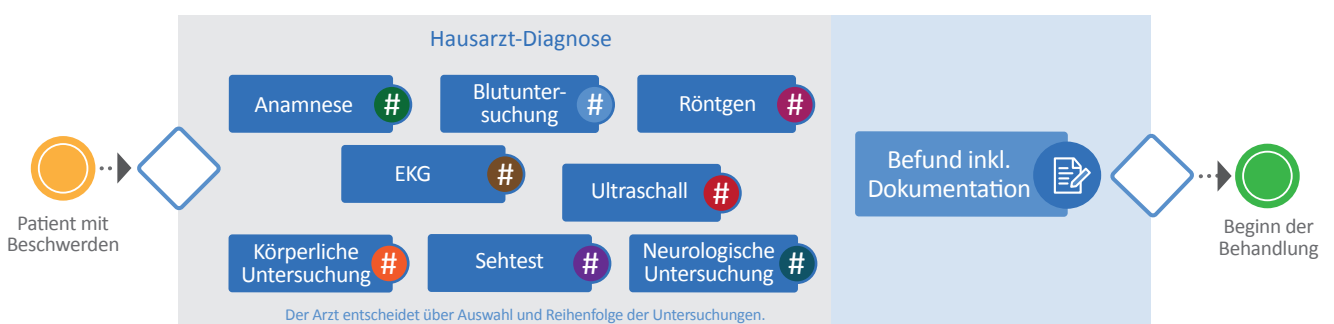 Hausarzt-Diagnose
Anamnese #
Blutunter-
suchung #
Röntgen #
EKG #
Ultraschall #
Körperliche
Untersuchung #
Sehtest #
Neurologische
Untersuchung #
Der Arzt entscheidet über Auswahl und Reihenfolge der Untersuchungen.
Patient mit
Beschwerden
Befund inkl.
Dokumentation
Beginn der
Behandlung